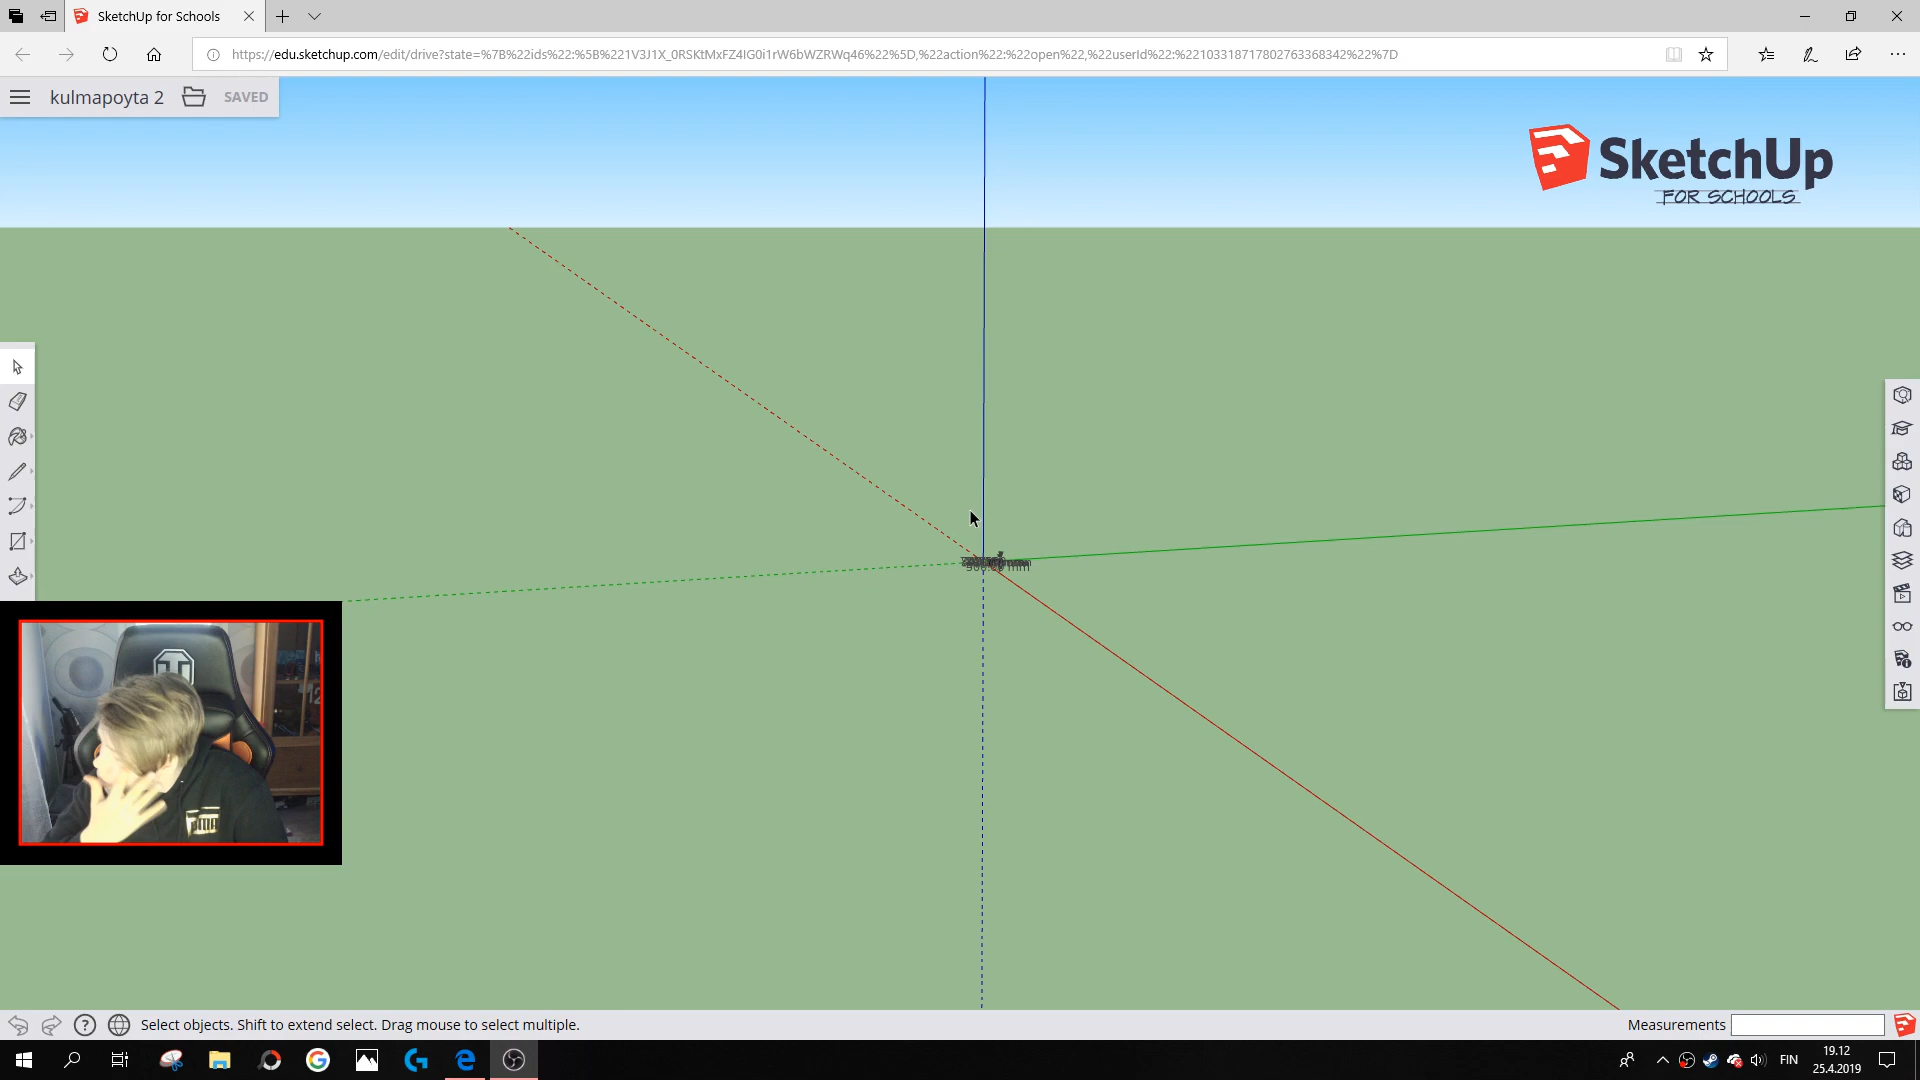 SketchUp for Schools
https://edu.sketchup.com/edit/drive?state=%7B%22ids%22:%5B%221V3J1X_0RSKtMxFZ4IG0i1rW6bWZRWq46%22%5D,%22action%22:%22open%22,%22userId%22:%22103318717802763368342%22%7D
kulmapoyta 2
SAVED
SketchUp
FOR SCHOOLS
Select objects. Shift to extend select. Drag mouse to select multiple.
Measurements
FIN
19.12
25.4.2019